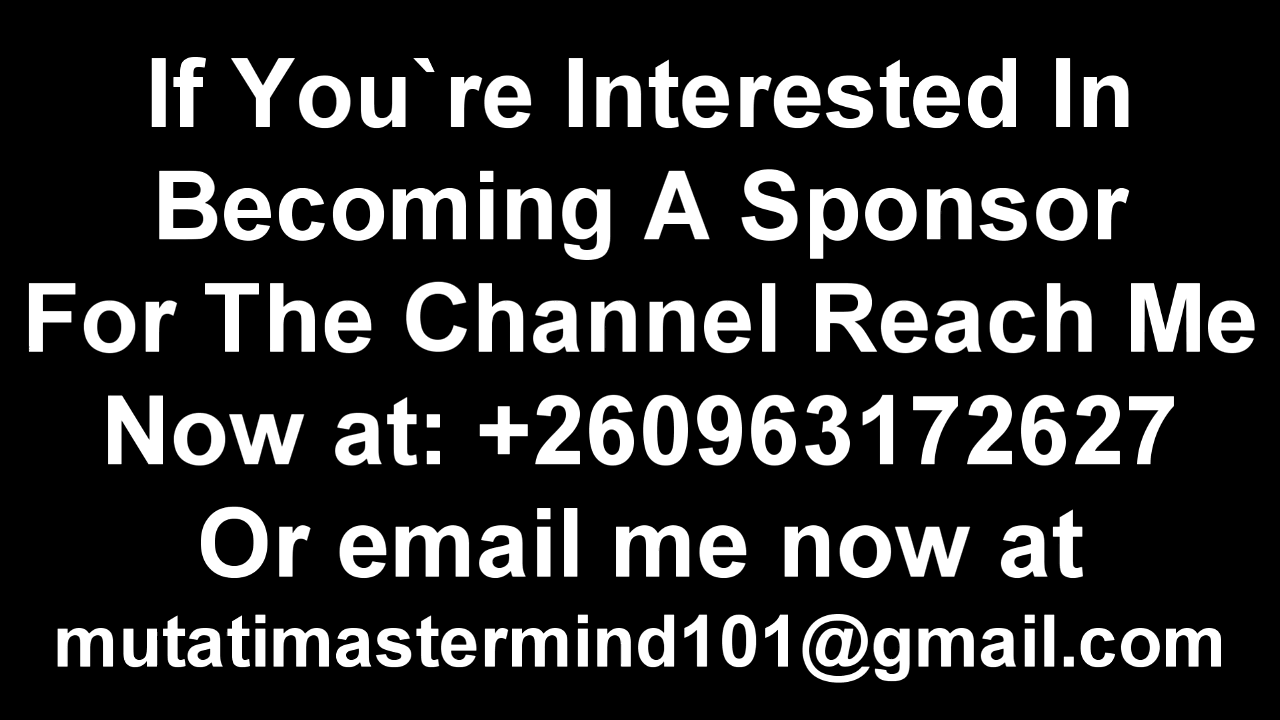 If You`re Interested In
Becoming A Sponsor
For The Channel Reach Me
Now at: +260963172627
Or email me now at
mutatimastermind101@gmail.com